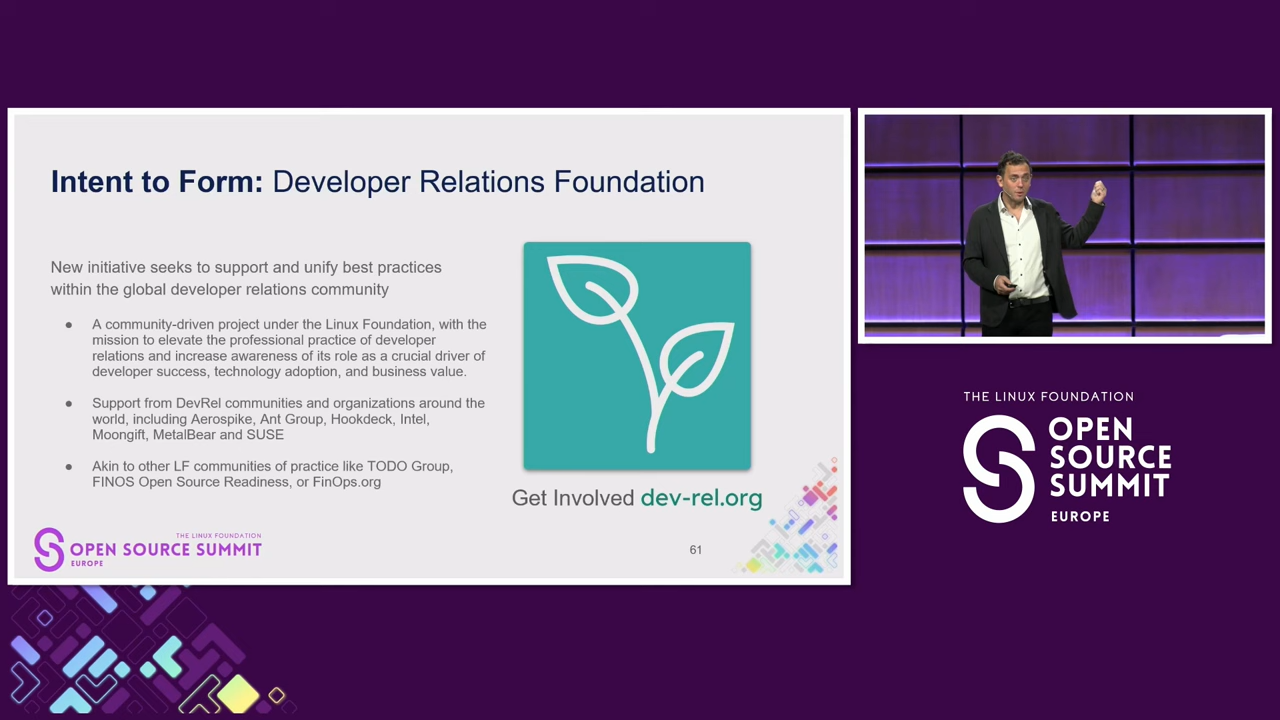 Intent to Form: Developer Relations Foundation
New initiative seeks to support and unify best practices
within the global developer relations community
● A community-driven project under the Linux Foundation, with the
mission to elevate the professional practice of developer
relations and increase awareness of its role as a crucial driver of
developer success, technology adoption, and business value.
● Support from DevRel communities and organizations around the
world, including Aerospike, Ant Group, Hookdeck, Intel,
Moongift, MetalBear and SUSE
● Akin to other LF communities of practice like TODO Group,
FINOS Open Source Readiness, or FinOps.org
Get Involved dev-rel.org
THE LINUX FOUNDATION
OPEN SOURCE SUMMIT
EUROPE
61
THE LINUX FOUNDATION
OPEN
SOURCE
SUMMIT
EUROPE